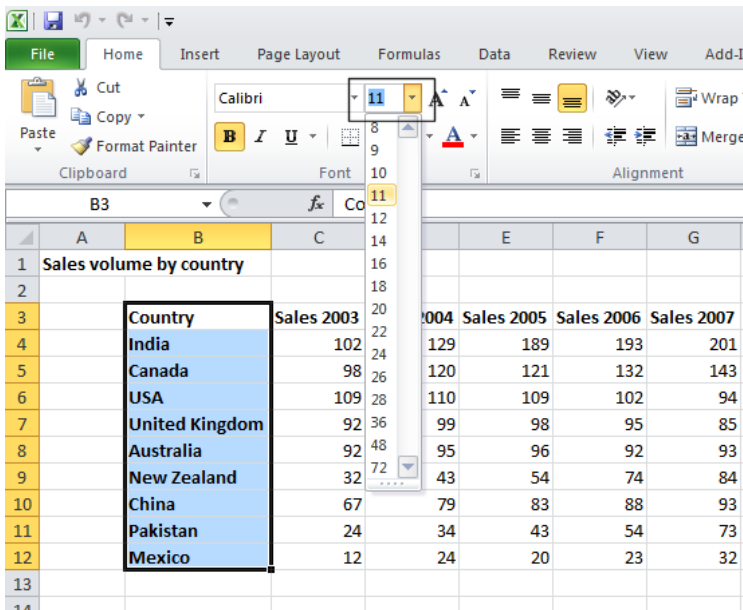 File Home Insert Page Layout Formulas Data Review View Add-I
Cut
Calibri 11 A A Wrap
Copy
Paste
B I U A Merge
Format Painter
Clipboard Font Alignment
8
9
10
11
12
14
16
18
20
22
24
26
28
36
48
72
B3 fx Co
A B C E F G
1 Sales volume by country
2
3 Country Sales 2003 2004 Sales 2005 Sales 2006 Sales 2007
4 India 102 129 189 193 201
5 Canada 98 120 121 132 143
6 USA 109 110 109 102 94
7 United Kingdom 92 99 98 95 85
8 Australia 92 95 96 92 93
9 New Zealand 32 43 54 74 84
10 China 67 79 83 88 93
11 Pakistan 24 34 43 54 73
12 Mexico 12 24 20 23 32
13
14